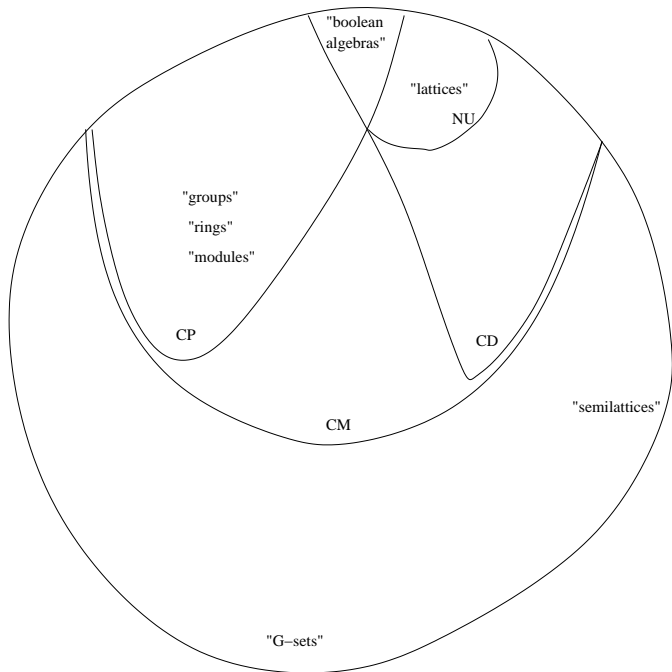 "boolean
algebras"
"lattices"
NU
"groups"
"rings"
"modules"
CP
CD
"semilattices"
CM
"G−sets"